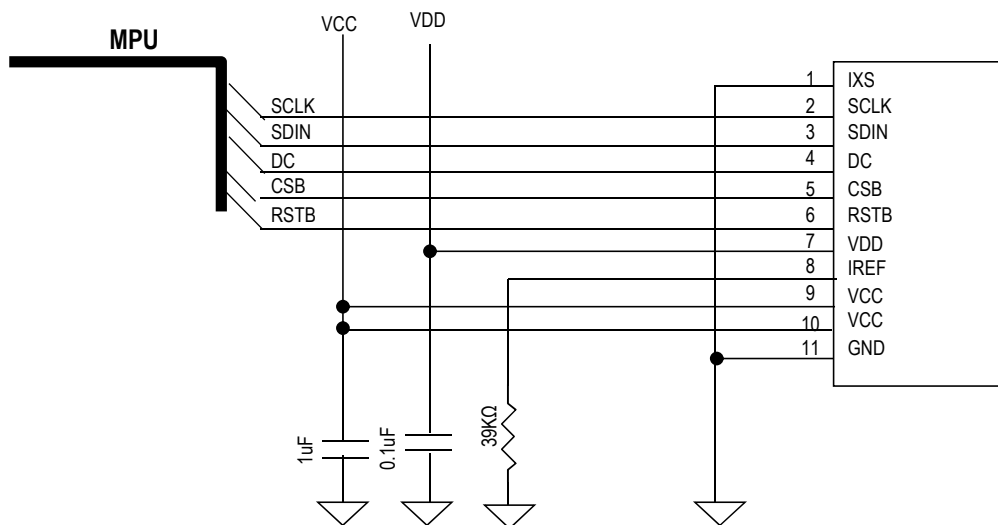 VCC
VDD
MPU
SCLK
SDIN
DC
CSB
RSTB
1 IXS
2 SCLK
3 SDIN
4 DC
5 CSB
6 RSTB
7 VDD
8 IREF
9 VCC
10 VCC
11 GND
1uF
0.1uF
39KΩ